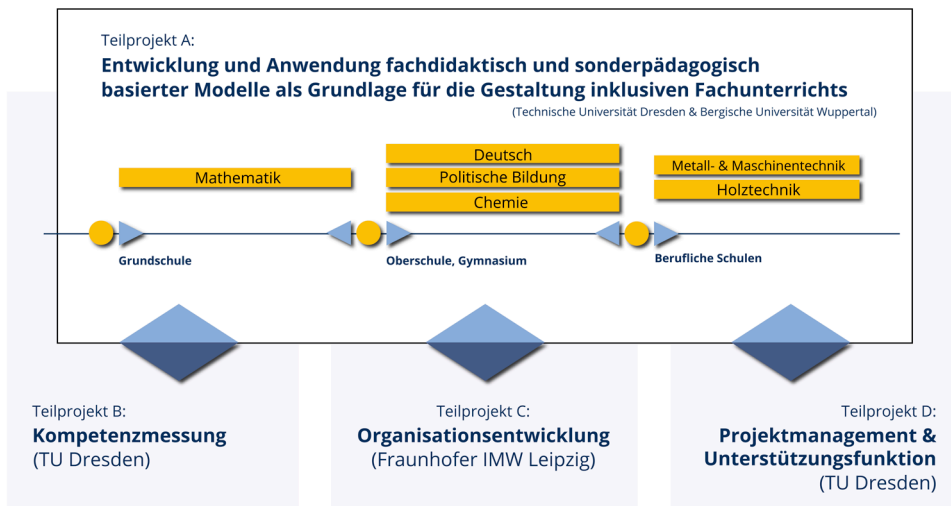 Teilprojekt A:
Entwicklung und Anwendung fachdidaktisch und sonderpädagogisch
basierter Modelle als Grundlage für die Gestaltung inklusiven Fachunterrichts
(Technische Universität Dresden & Bergische Universität Wuppertal)
Mathematik
Deutsch
Politische Bildung
Chemie
Metall- & Maschinentechnik
Holztechnik
Grundschule
Oberschule, Gymnasium
Berufliche Schulen
Teilprojekt B:
Kompetenzmessung
(TU Dresden)
Teilprojekt C:
Organisationsentwicklung
(Fraunhofer IMW Leipzig)
Teilprojekt D:
Projektmanagement &
Unterstützungsfunktion
(TU Dresden)